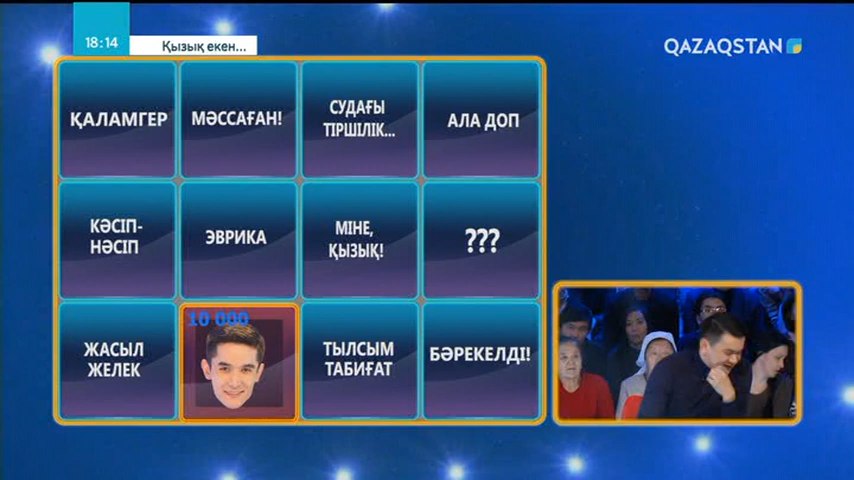 18:14
Қызық екен...
QAZAQSTAN
ҚАЛАМГЕР
МӘССАҒАН!
СУДАҒЫ
ТІРШІЛІК...
АЛА ДОП
КӘСІП-
НӘСІП
ЭВРИКА
МІНЕ,
ҚЫЗЫҚ!
???
ЖАСЫЛ
ЖЕЛЕК
10 000
ТЫЛСЫМ
ТАБИҒАТ
БӘРЕКЕЛДІ!